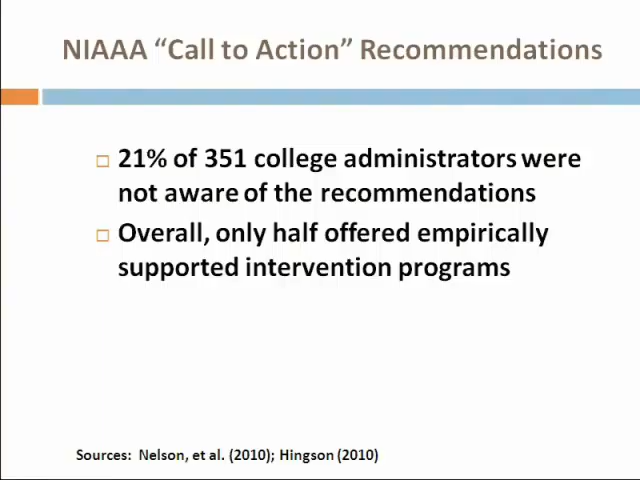 NIAAA “Call to Action” Recommendations
21% of 351 college administrators were
not aware of the recommendations
Overall, only half offered empirically
supported intervention programs
Sources: Nelson, et al. (2010); Hingson (2010)